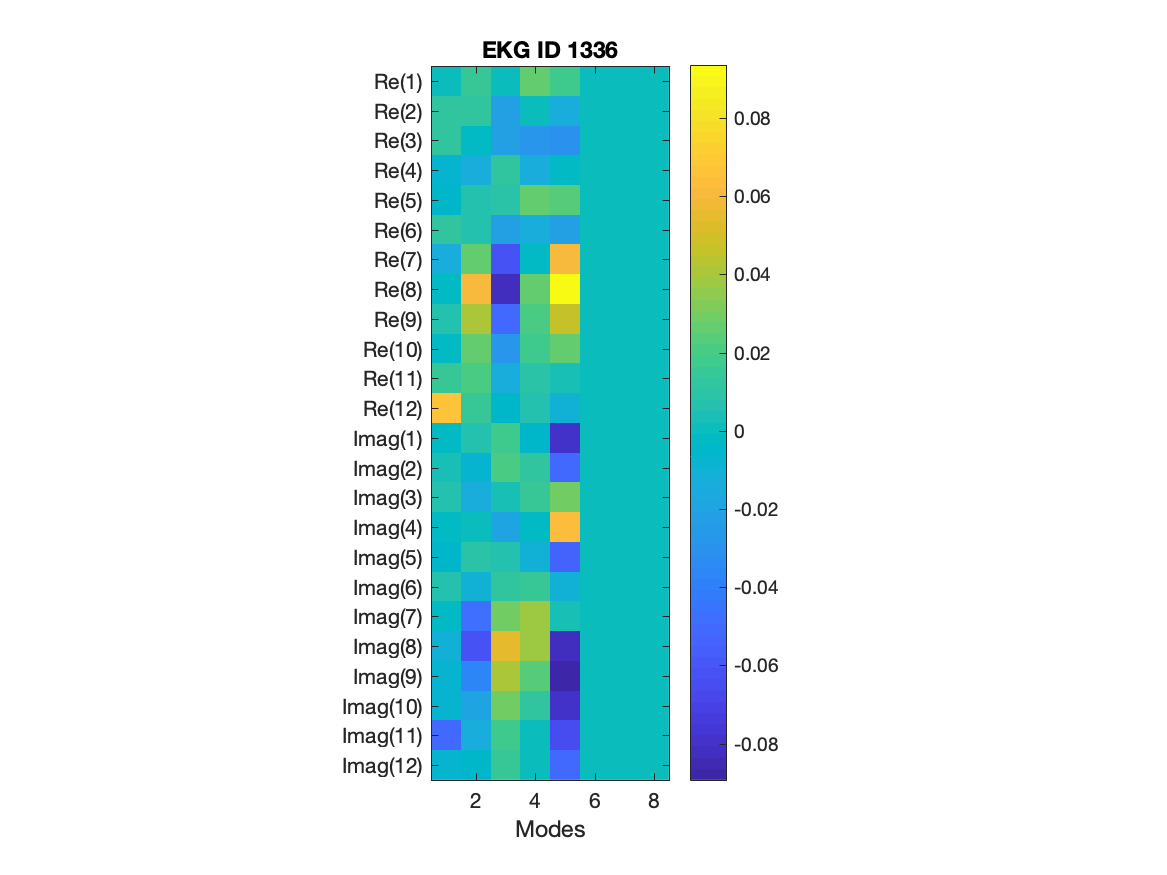 EKG ID 1336
Re(1)
Re(2)
Re(3)
Re(4)
Re(5)
Re(6)
Re(7)
Re(8)
Re(9)
Re(10)
Re(11)
Re(12)
Imag(1)
Imag(2)
Imag(3)
Imag(4)
Imag(5)
Imag(6)
Imag(7)
Imag(8)
Imag(9)
Imag(10)
Imag(11)
Imag(12)
2 4 6 8
Modes
0.08
0.06
0.04
0.02
0
-0.02
-0.04
-0.06
-0.08